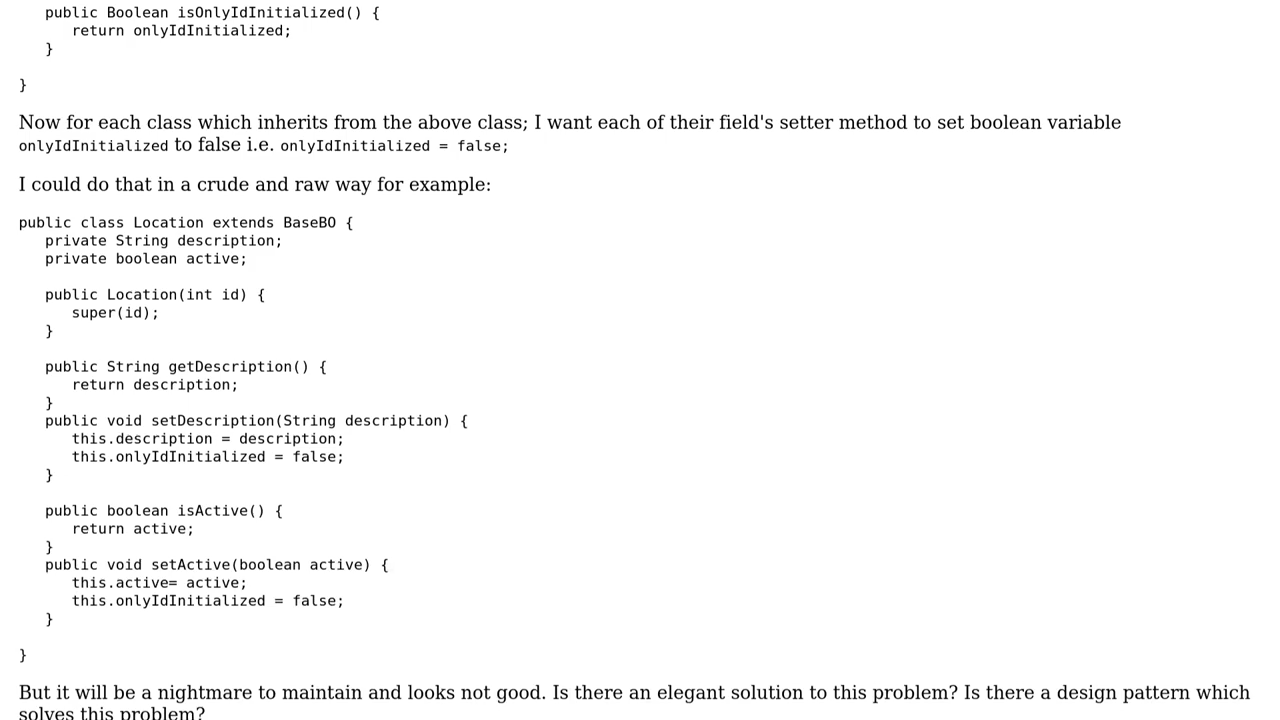 public Boolean isOnlyIdInitialized() {
return onlyIdInitialized;
}
}
Now for each class which inherits from the above class; I want each of their field's setter method to set boolean variable
onlyIdInitialized to false i.e. onlyIdInitialized = false;
I could do that in a crude and raw way for example:
public class Location extends BaseBO {
private String description;
private boolean active;
public Location(int id) {
super(id);
}
public String getDescription() {
return description;
}
public void setDescription(String description) {
this.description = description;
this.onlyIdInitialized = false;
}
public boolean isActive() {
return active;
}
public void setActive(boolean active) {
this.active= active;
this.onlyIdInitialized = false;
}
}
But it will be a nightmare to maintain and looks not good. Is there an elegant solution to this problem? Is there a design pattern which
solves this problem?